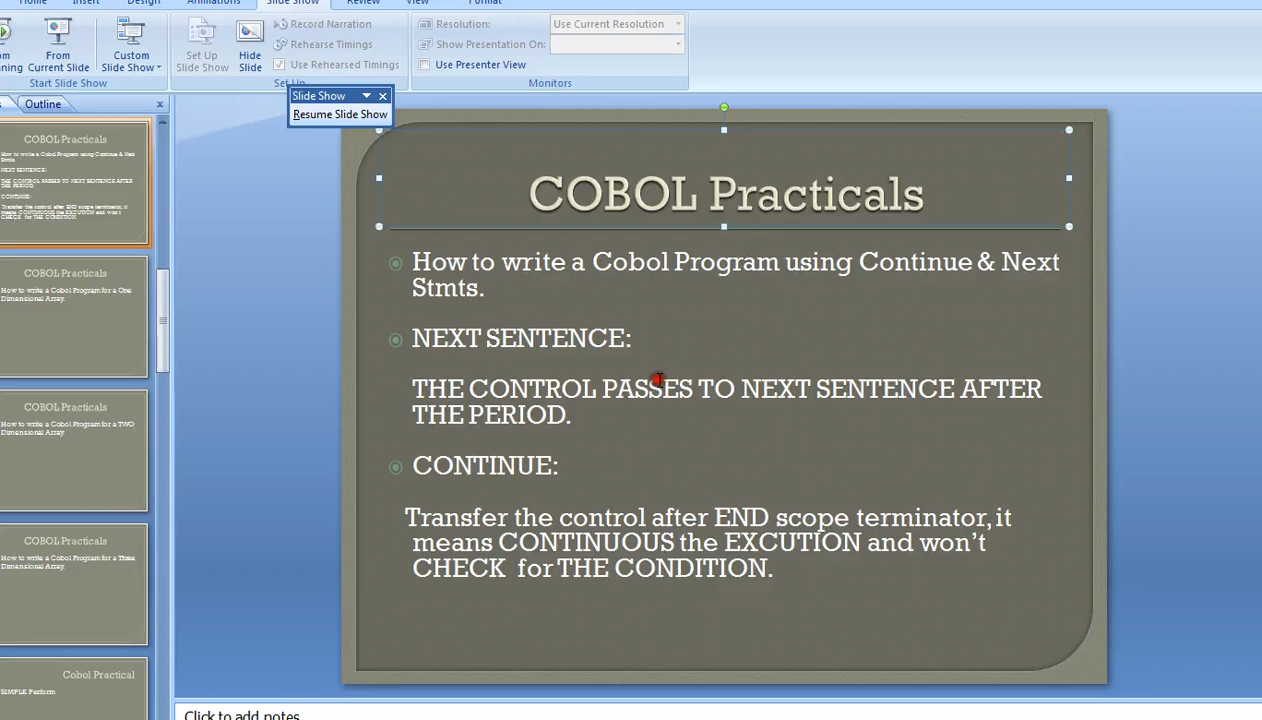 Home Insert Design Animations Slide Show Review View Format
From Current Slide
Custom Slide Show
Set Up Slide Show
Hide Slide
Record Narration
Rehearse Timings
Use Rehearsed Timings
Resolution: Use Current Resolution
Show Presentation On:
Use Presenter View
Start Slide Show
Set Up
Monitors
Slide Show
Resume Slide Show
Outline
COBOL Practicals
How to write a Cobol Program using Continue & Next
Stmts.
NEXT SENTENCE:
THE CONTROL PASSES TO NEXT SENTENCE AFTER
THE PERIOD.
CONTINUE:
Transfer the control after END scope terminator, it
means CONTINUOUS the EXCUTION and won't
CHECK for THE CONDITION.
COBOL Practicals
How to write a Cobol Program for a One
Dimensional Array.
COBOL Practicals
How to write a Cobol Program for a TWO
Dimensional Array.
COBOL Practicals
How to write a Cobol Program for a Three
Dimensional Array.
Cobol Practical
SIMPLE Perform
COBOL Practicals
How to write a Cobol Program using Continue & Next
Stmts.
NEXT SENTENCE:
THE CONTROL PASSES TO NEXT SENTENCE AFTER
THE PERIOD.
CONTINUE:
Transfer the control after END scope terminator, it
means CONTINUOUS the EXCUTION and won't
CHECK for THE CONDITION.
Click to add notes